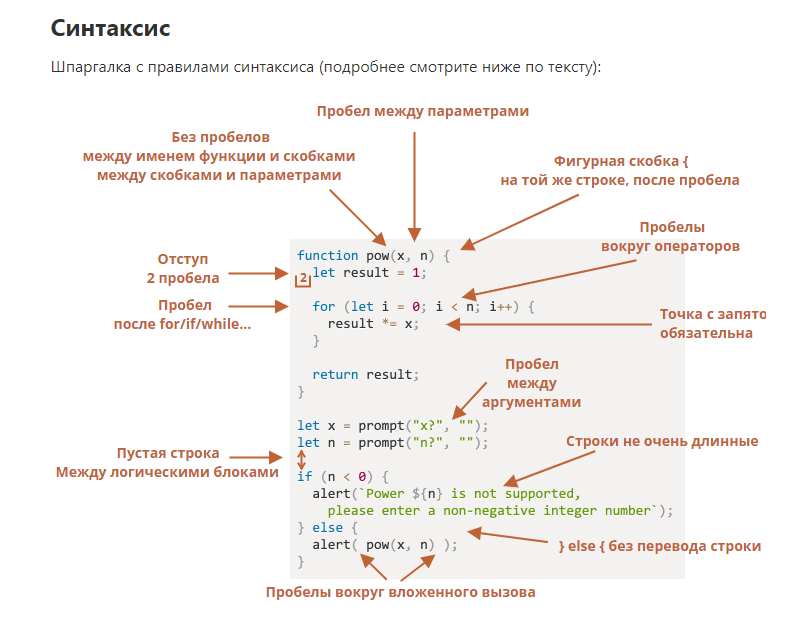 Синтаксис
Шпаргалка с правилами синтаксиса (подробнее смотрите ниже по тексту):
Пробел между параметрами
Без пробелов
между именем функции и скобками
между скобками и параметрами
Фигурная скобка {
на той же строке, после пробела
Пробелы
вокруг операторов
Отступ
2 пробела
Пробел
после for/if/while...
function pow(x, n) {
2
let result = 1;
for (let i = 0; i < n; i++) {
result *= x;
}
return result;
}
Точка с запято
обязательна
Пробел
между
аргументами
let x = prompt("x?", "");
let n = prompt("n?", "");
Строки не очень длинные
Пустая строка
Между логическими блоками
if (n < 0) {
alert(`Power ${n} is not supported,
please enter a non-negative integer number`);
} else {
alert( pow(x, n) );
}
} else { без перевода строки
Пробелы вокруг вложенного вызова